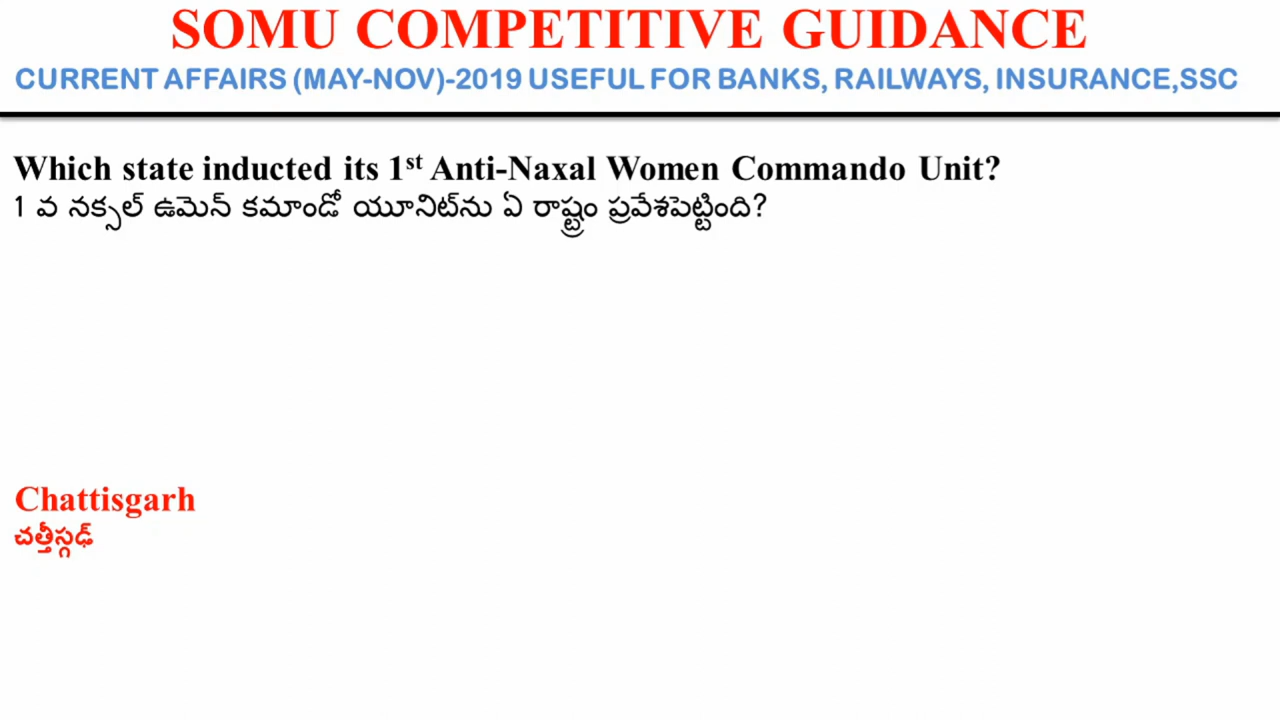 SOMU COMPETITIVE GUIDANCE
CURRENT AFFAIRS (MAY-NOV)-2019 USEFUL FOR BANKS, RAILWAYS, INSURANCE,SSC
Which state inducted its 1st Anti-Naxal Women Commando Unit?
1 వ నక్సల్ ఉమెన్ కమాండో యూనిట్‌ను ఏ రాష్ట్రం ప్రవేశపెట్టింది?
Chattisgarh
చత్తీస్గఢ్